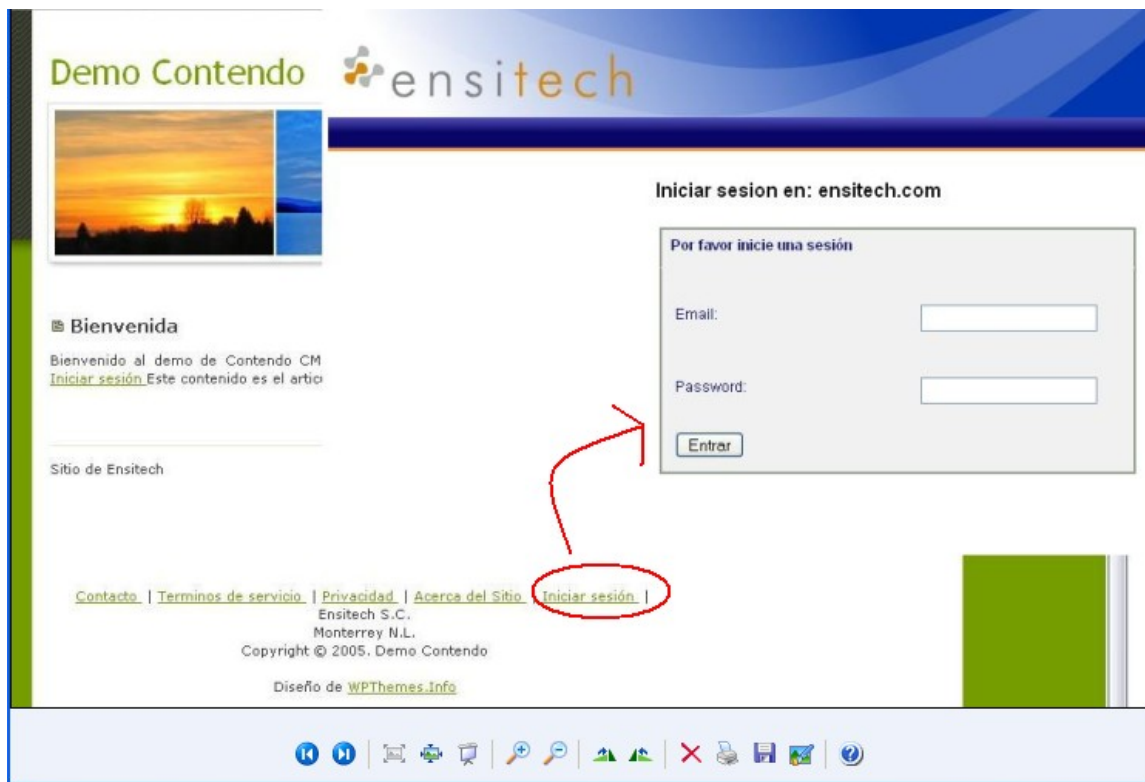 Demo Contendo
ensitech
Iniciar sesion en: ensitech.com
Por favor inicie una sesión
Email:
Password:
Entrar
Bienvenida
Bienvenido al demo de Contendo CM
Iniciar sesión Este contenido es el artic
Sitio de Ensitech
Contacto | Terminos de servicio | Privacidad | Acerca del Sitio | Iniciar sesión |
Ensitech S.C.
Monterrey N.L.
Copyright © 2005. Demo Contendo
Diseño de WPThemes.Info